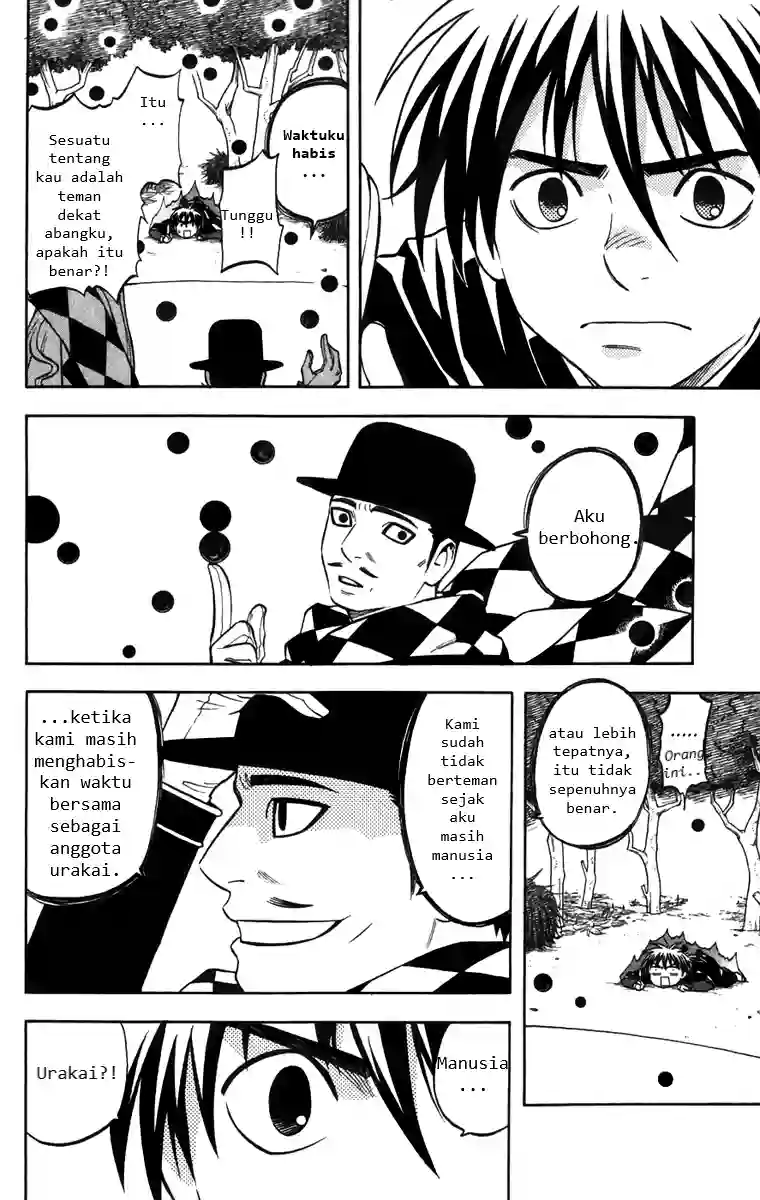 Waktuku
habis
...
Tunggu
!!
Itu
...
Sesuatu
tentang
kau adalah
teman
dekat
abangku,
apakah itu
benar?!
Aku
berbohong.
.....
Orang
ini..
atau lebih
tepatnya,
itu tidak
sepenuhnya
benar.
Kami
sudah
tidak
berteman
sejak
aku
masih
manusia
...
...ketika
kami masih
menghabis-
kan waktu
bersama
sebagai
anggota
urakai.
Manusia
...
Urakai?!